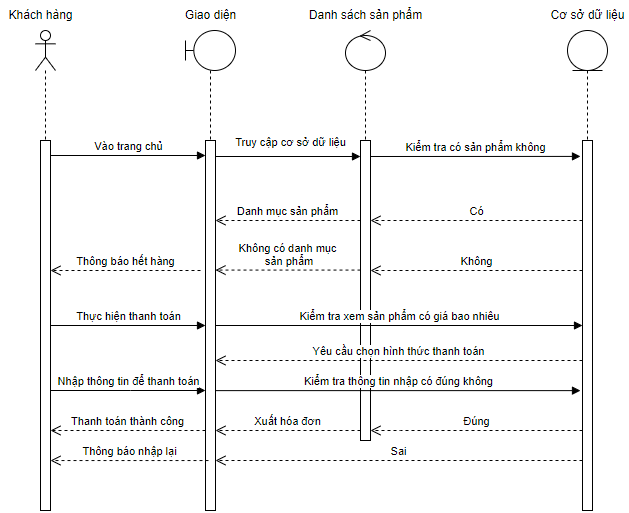 Khách hàng
Giao diện
Danh sách sản phẩm
Cơ sở dữ liệu
Vào trang chủ
Truy cập cơ sở dữ liệu
Kiểm tra có sản phẩm không
Danh mục sản phẩm
Có
Không có danh mục
sản phẩm
Thông báo hết hàng
Không
Thực hiện thanh toán
Kiểm tra xem sản phẩm có giá bao nhiêu
Yêu cầu chọn hình thức thanh toán
Nhập thông tin để thanh toán
Kiểm tra thông tin nhập có đúng không
Thanh toán thành công
Xuất hóa đơn
Đúng
Thông báo nhập lại
Sai